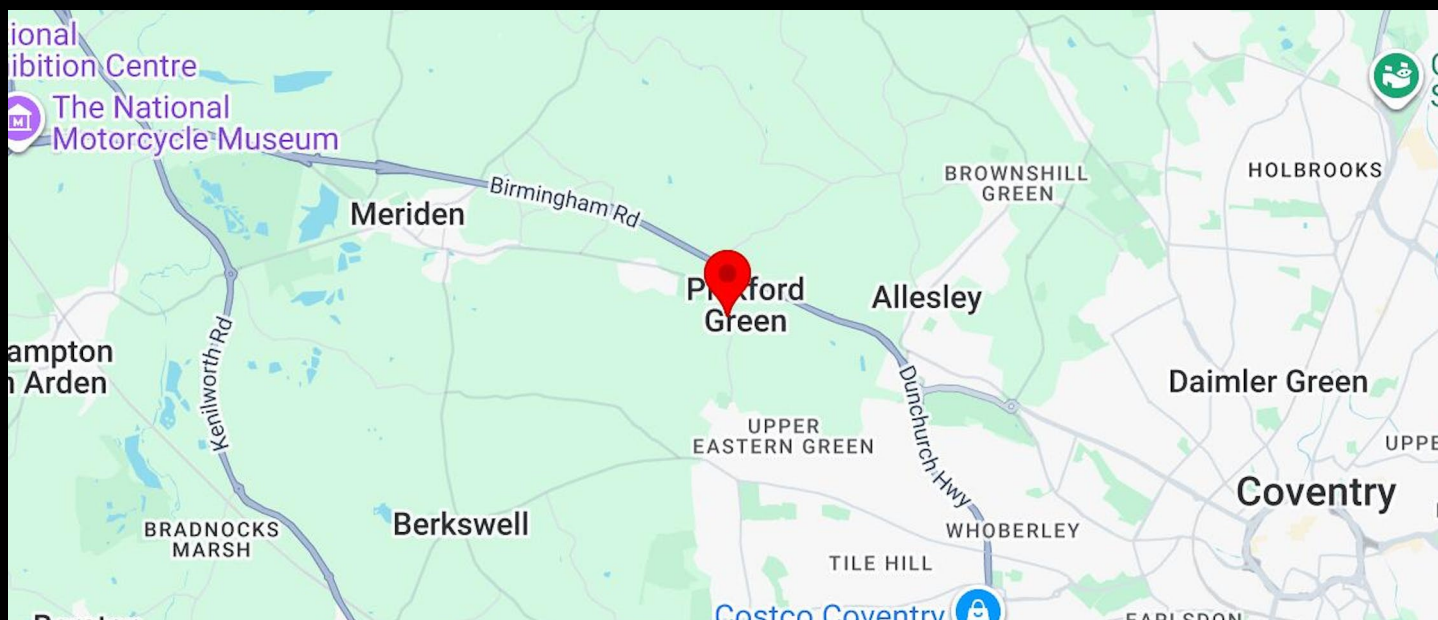 ional
ibition Centre
The National
Motorcycle Museum
Birmingham Rd
Meriden
BROWNSHILL
GREEN
HOLBROOKS
Allesley
Green
Kenilworth Rd
ampton
n Arden
Dunchurch Hwy
Daimler Green
UPPER
EASTERN GREEN
UPPE
Coventry
BRADNOCKS
MARSH
Berkswell
WHOBERLEY
TILE HILL
Costco Coventry
EARLSDON